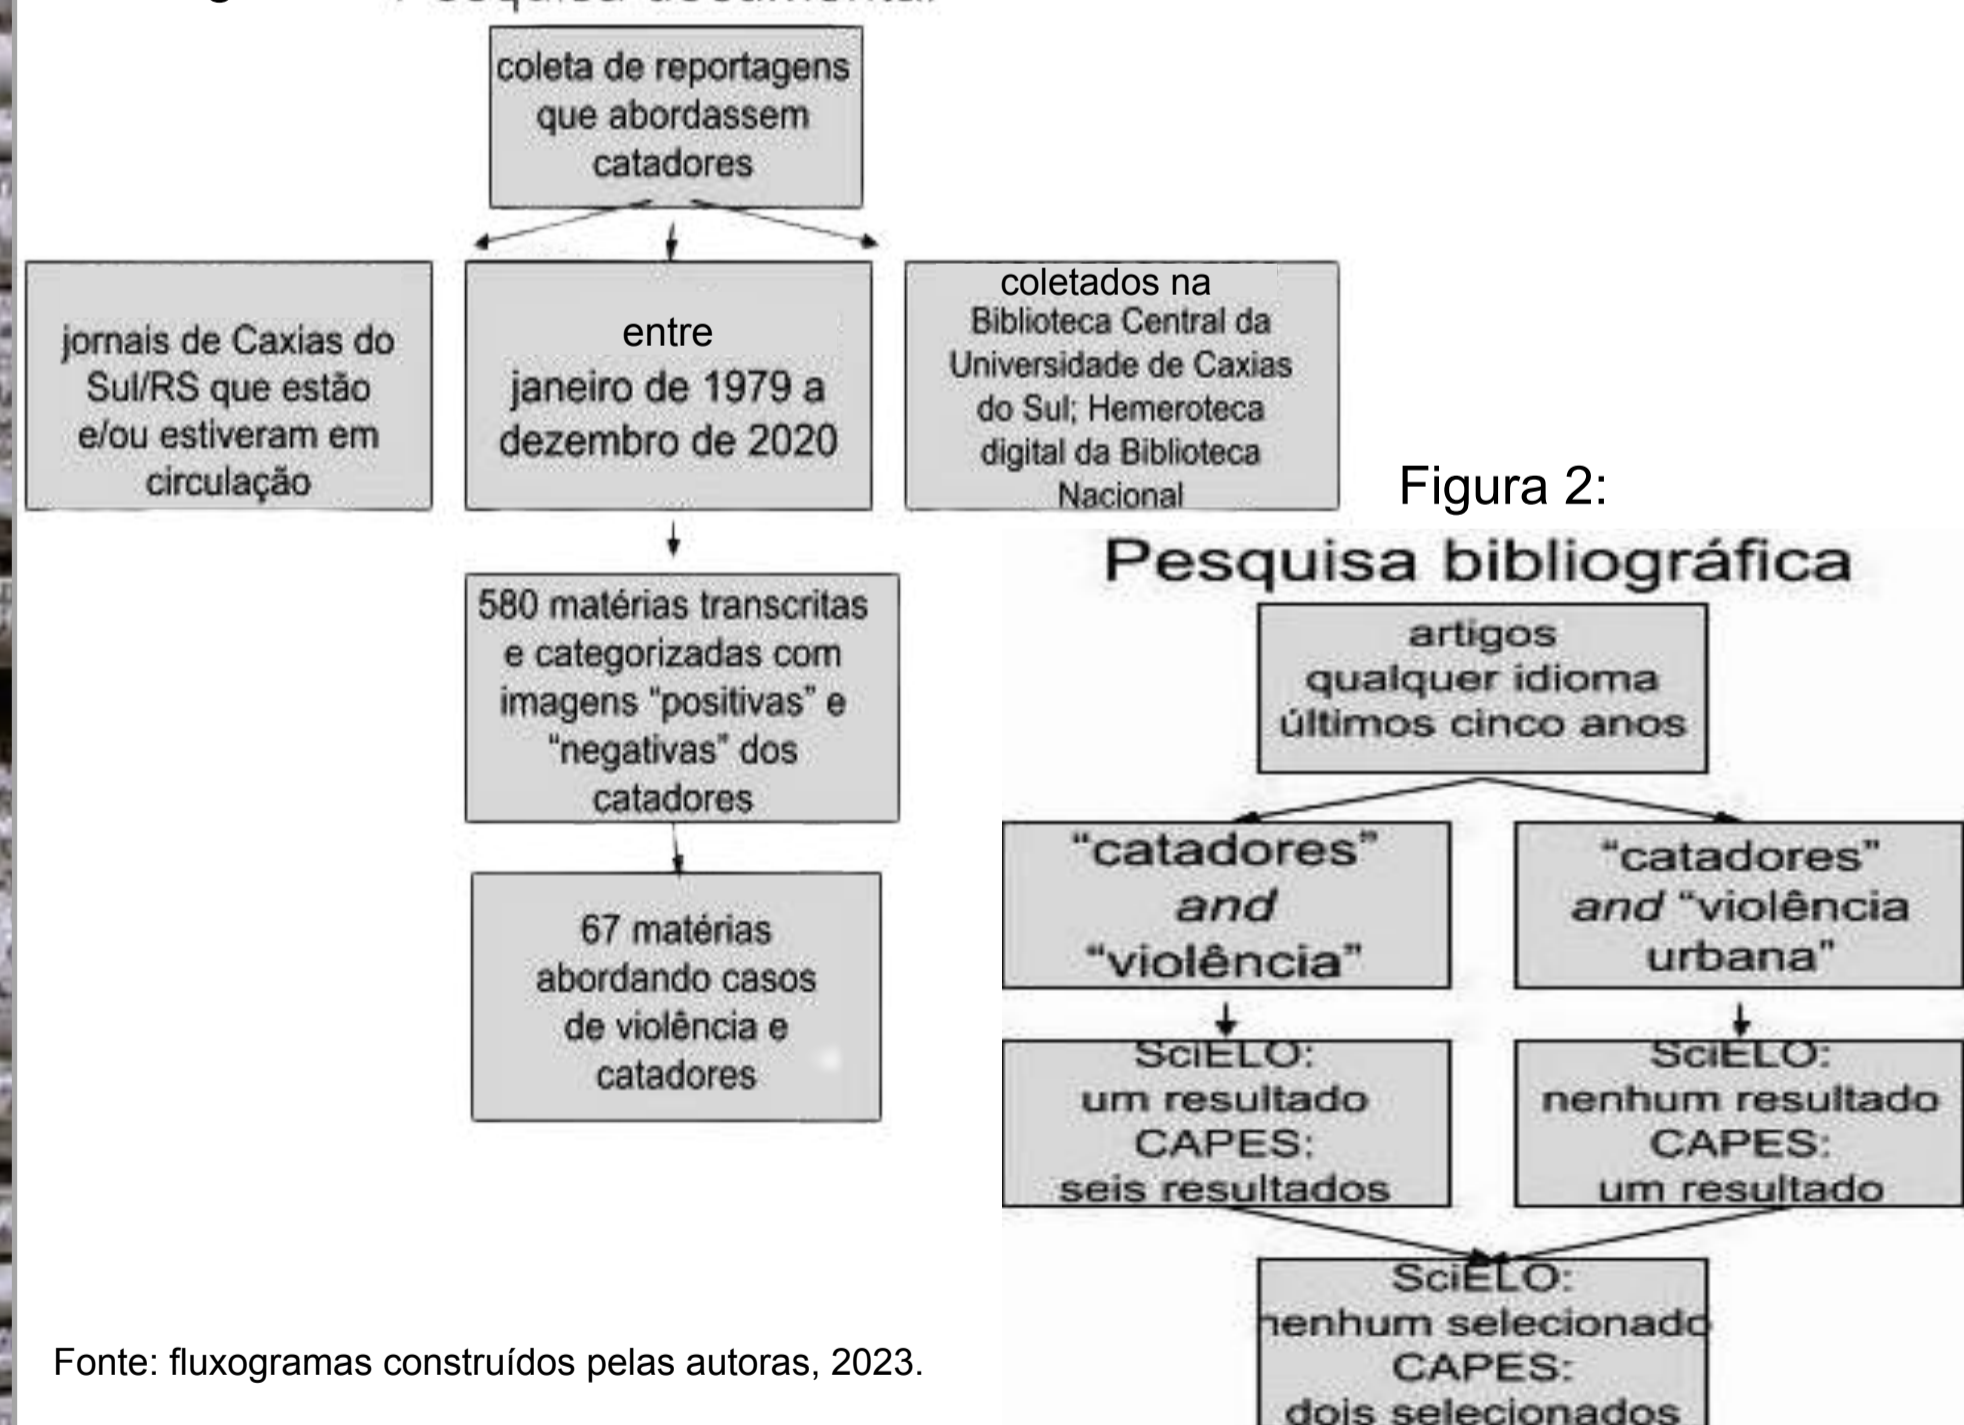 Pesquisa documental
coleta de reportagens
que abordassem
catadores
jornais de Caxias do
Sul/RS que estão
e/ou estiveram em
circulação
entre
janeiro de 1979 a
dezembro de 2020
coletados na
Biblioteca Central da
Universidade de Caxias
do Sul; Hemeroteca
digital da Biblioteca
Nacional
580 matérias transcritas
e categorizadas com
imagens “positivas” e
“negativas” dos
catadores
67 matérias
abordando casos
de violência e
catadores
Figura 2:
Pesquisa bibliográfica
artigos
qualquer idioma
últimos cinco anos
“catadores”
and
“violência”
“catadores”
and “violência
urbana”
SciELO:
um resultado
CAPES:
seis resultados
SciELO:
nenhum resultado
CAPES:
um resultado
SciELO:
nenhum selecionado
CAPES:
dois selecionados
Fonte: fluxogramas construídos pelas autoras, 2023.